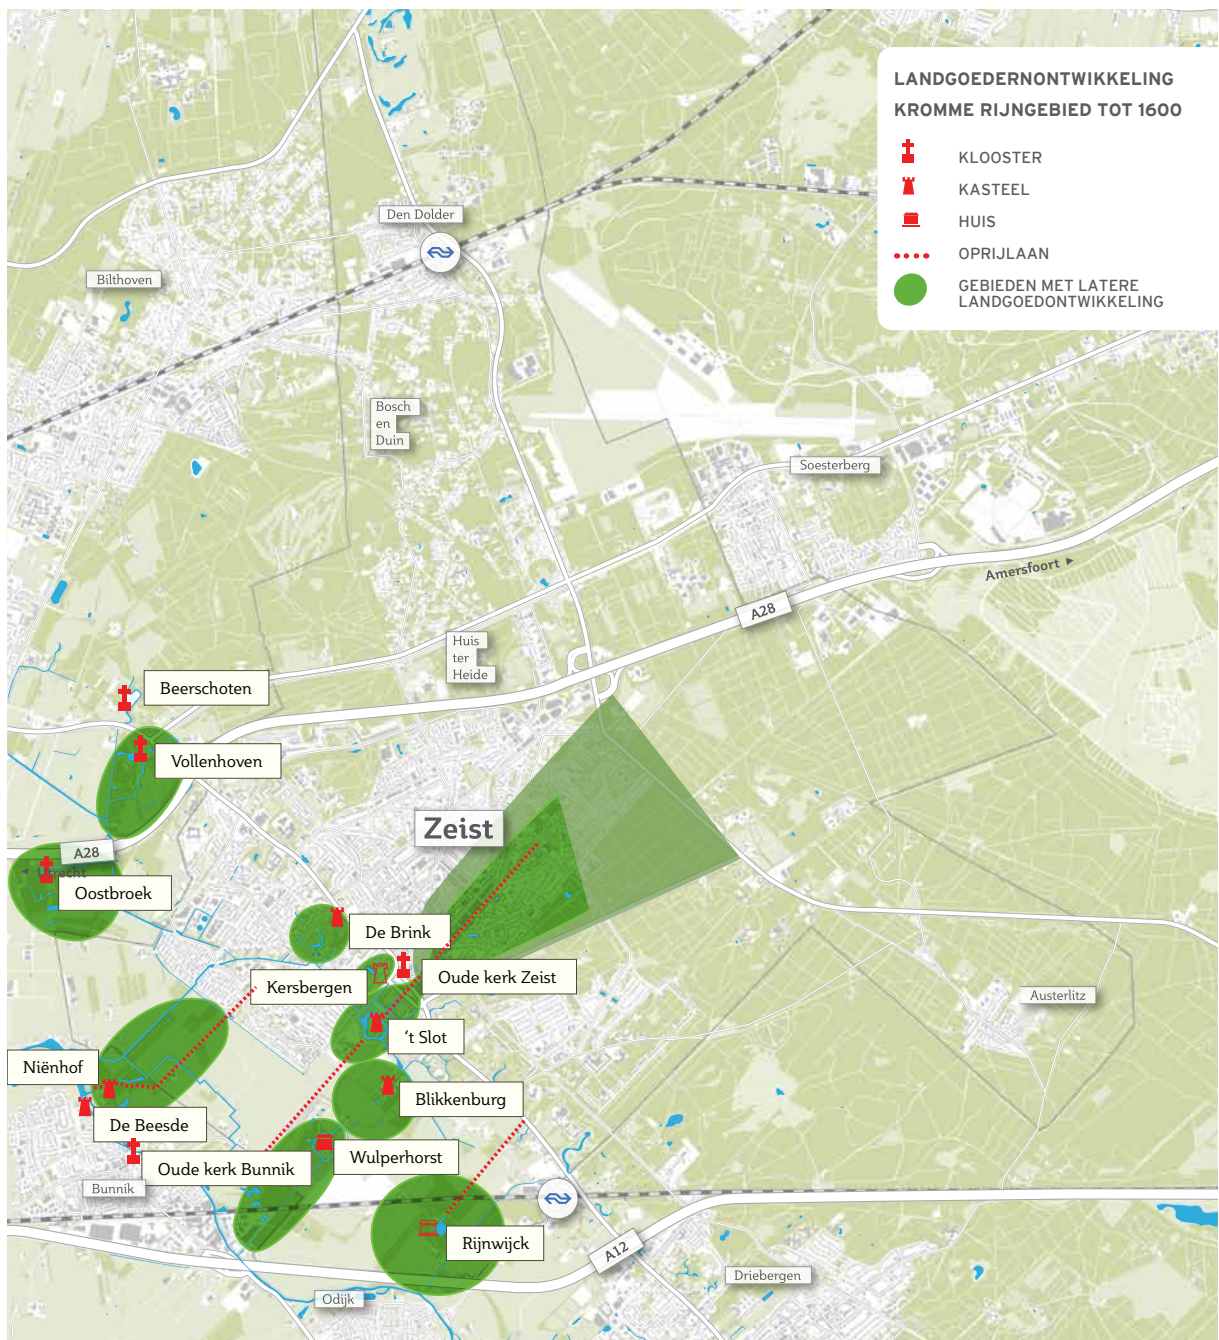 LANDGOEDERNONTWIKKELING
KROMME RIJNGEBIED TOT 1600
KLOOSTER
KASTEEL
HUIS
OPRIJLAAN
GEBIEDEN MET LATERE
LANDGOEDONTWIKKELING
Den Dolder
Bilthoven
Bosch
en
Duin
Soesterberg
Amersfoort
A28
Huis
ter
Heide
Beerschoten
Vollenhoven
Zeist
A28
Utrecht
Oostbroek
De Brink
Oude kerk Zeist
Kersbergen
Austerlitz
't Slot
Niënhof
Blikkenburg
De Beesde
Oude kerk Bunnik
Wulperhorst
Bunnik
Rijnwijck
A12
Driebergen
Odijk